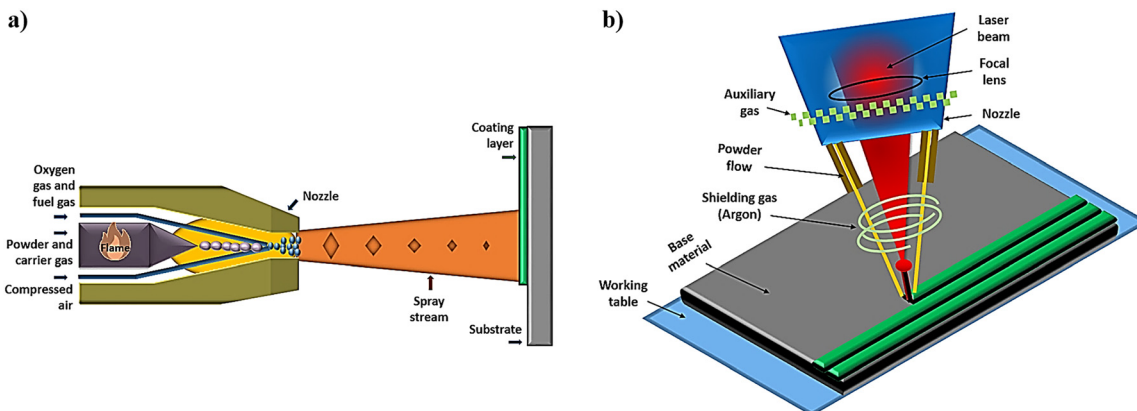 a)
Oxygen
gas and
fuel gas
Flame
Powder and
carrier gas
Compressed
air
Nozzle
Coating
layer
Spray
stream
Substrate
b)
Laser
beam
Focal
lens
Auxiliary
gas
Nozzle
Powder
flow
Shielding gas
(Argon)
Base
material
Working
table